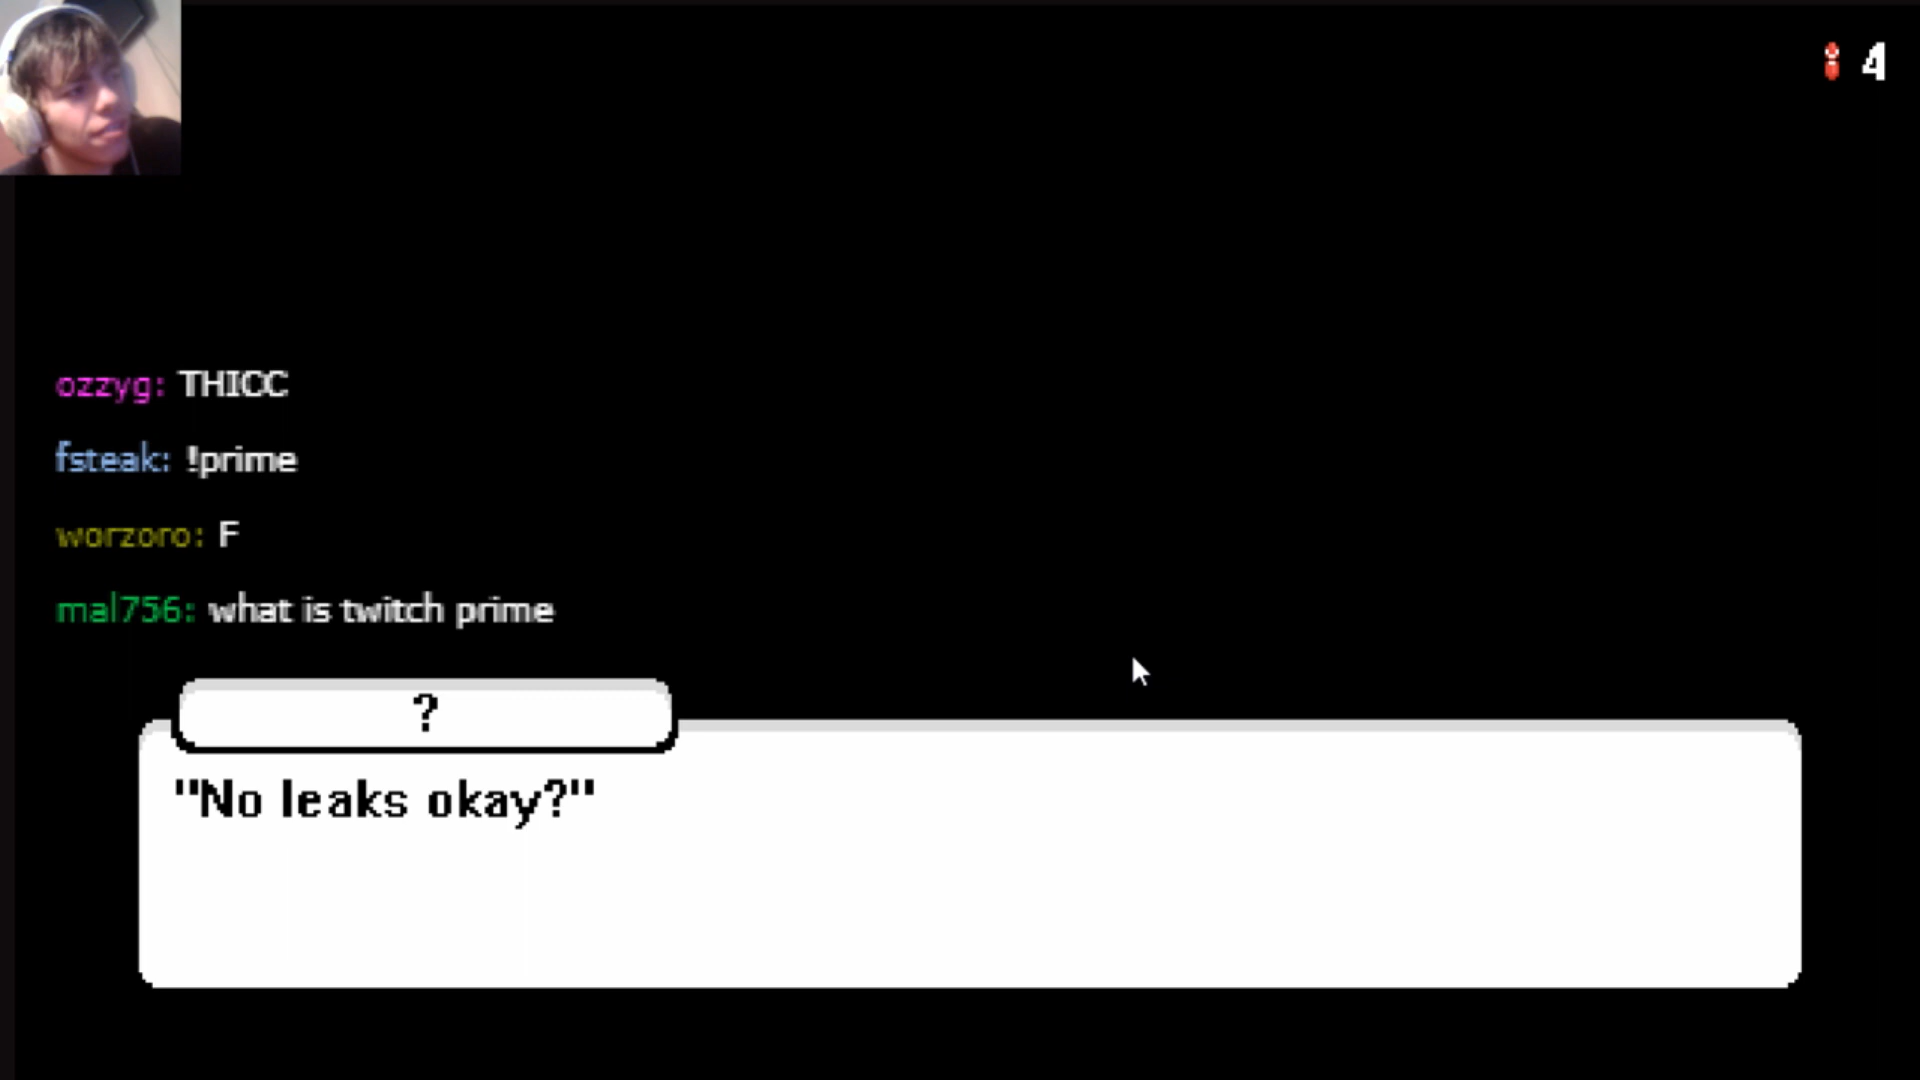 4
ozzyg: THICC
fsteak: !prime
worzoro: F
mal756: what is twitch prime
?
"No leaks okay?"